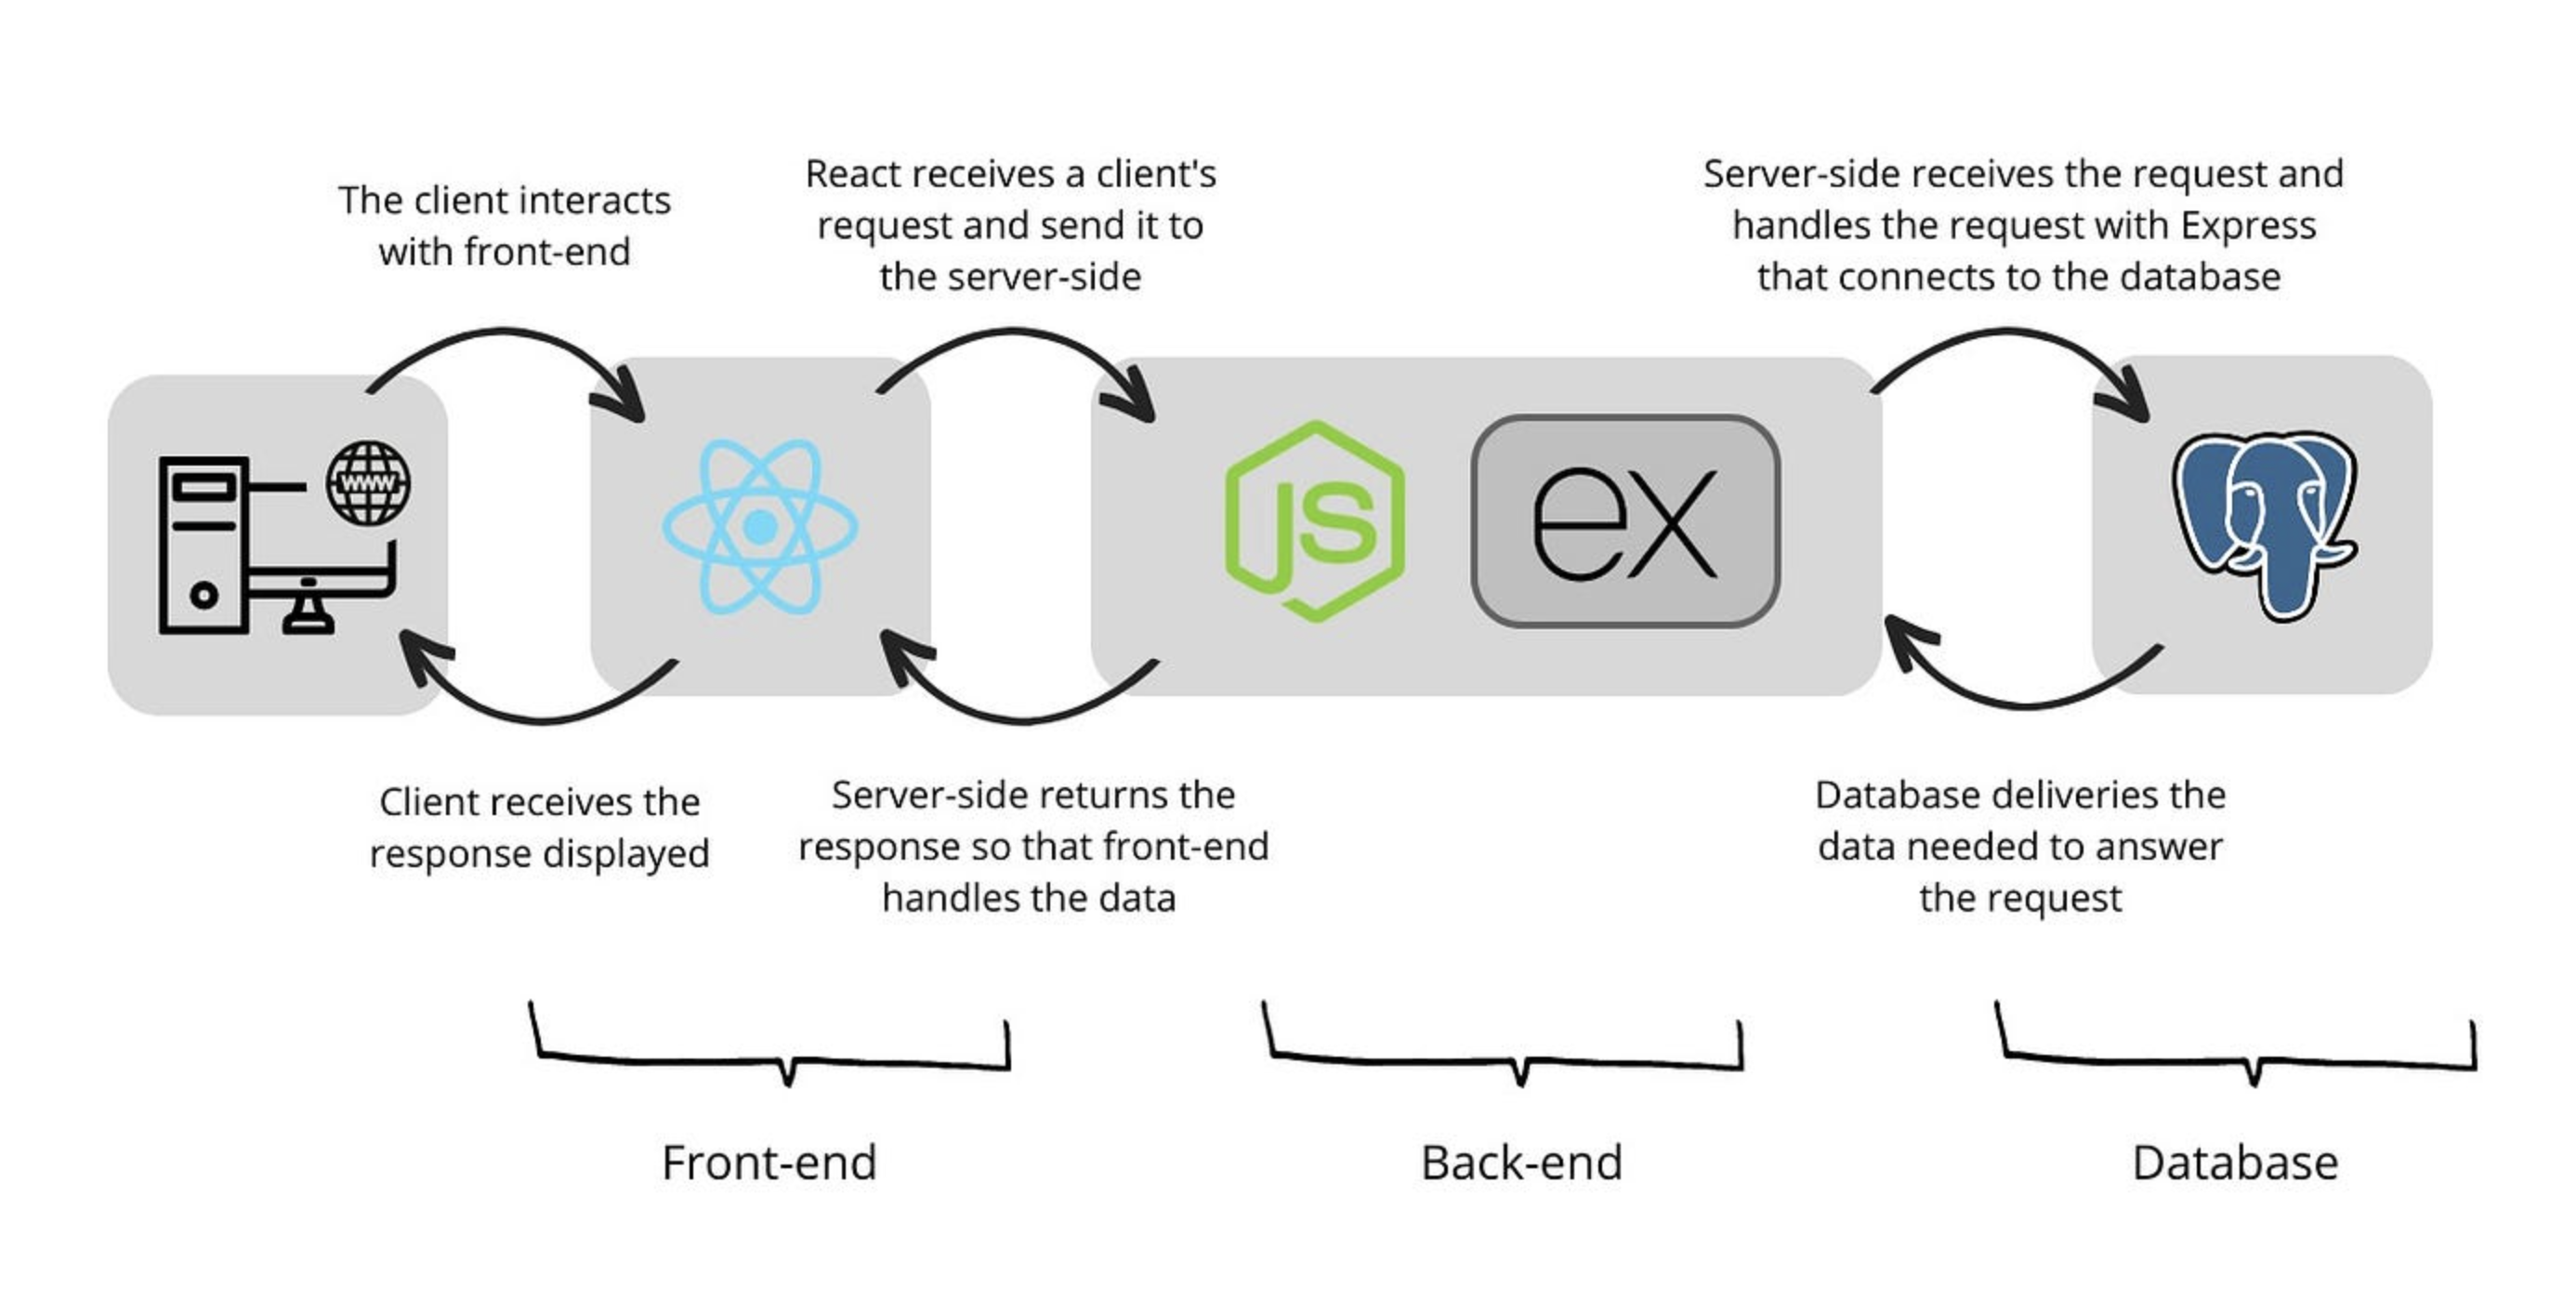 The client interacts
with front-end
React receives a client's
request and send it to
the server-side
Server-side receives the request and
handles the request with Express
that connects to the database
www
JS
ex
Client receives the
response displayed
Server-side returns the
response so that front-end
handles the data
Database deliveries the
data needed to answer
the request
Front-end
Back-end
Database